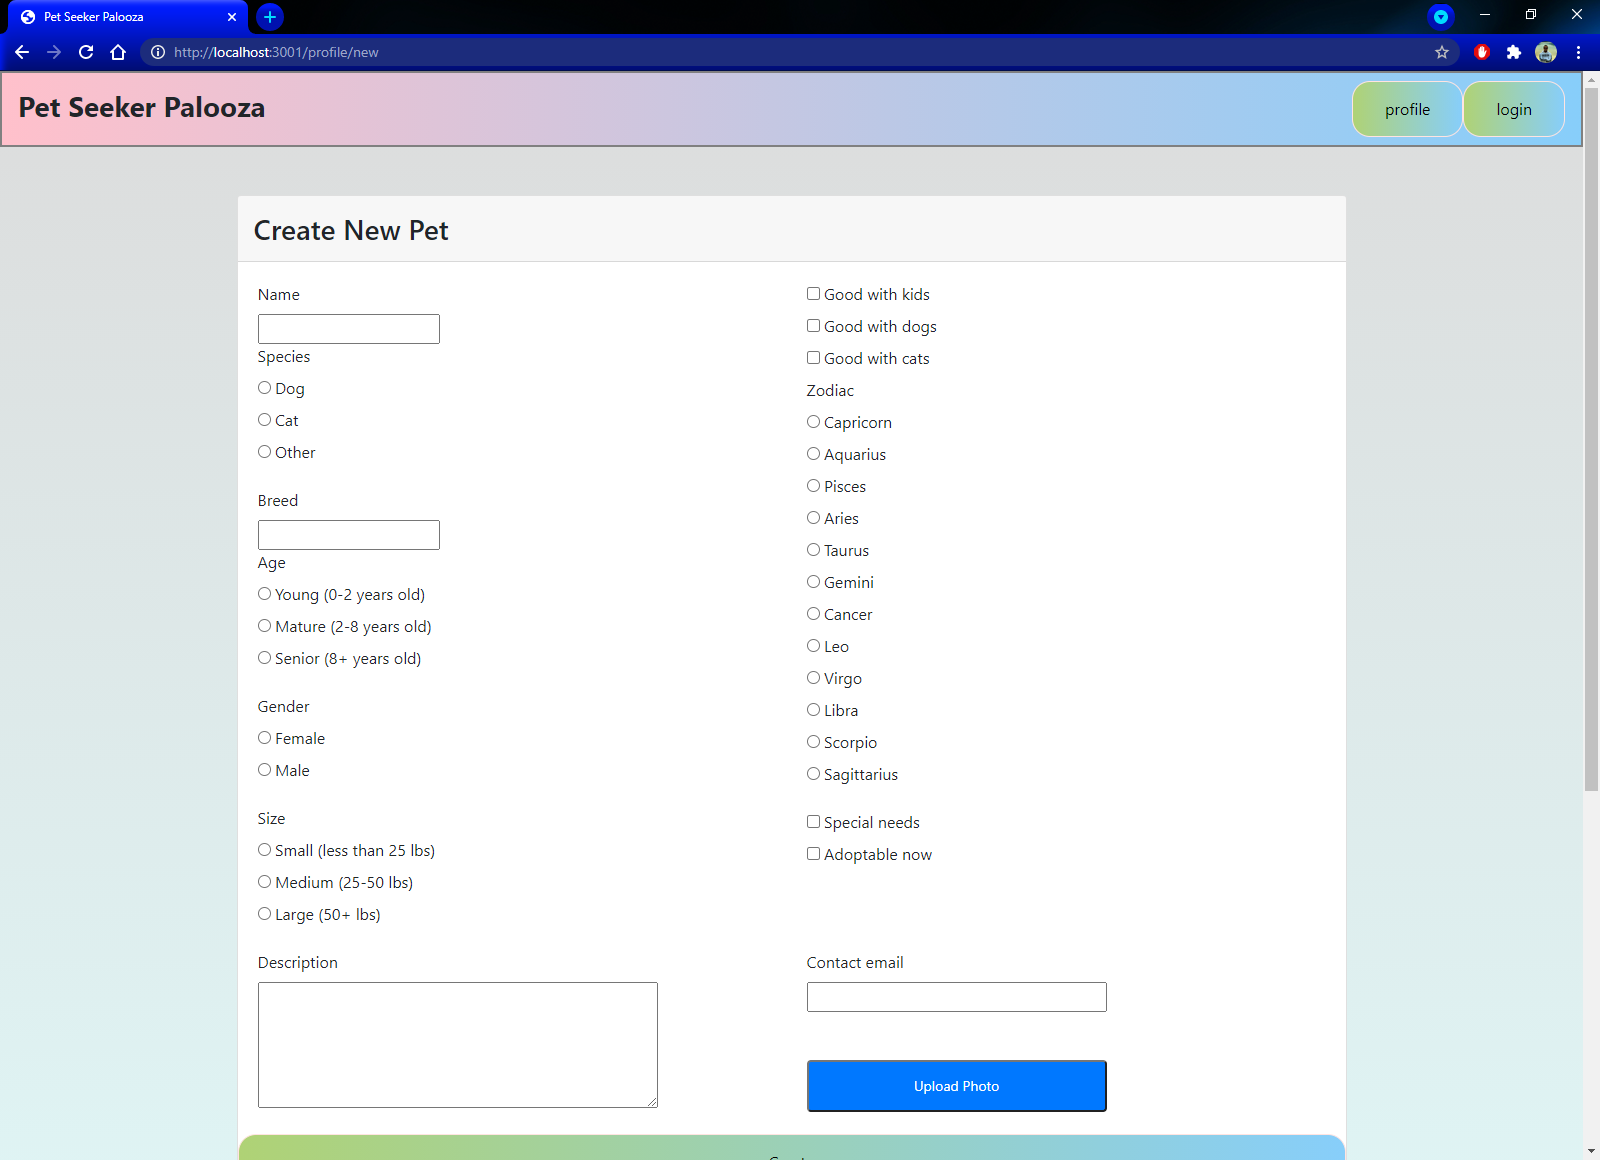 Pet Seeker Palooza
http://localhost:3001/profile/new
Pet Seeker Palooza
profile
login
Create New Pet
Name
Species
Dog
Cat
Other
Breed
Age
Young (0-2 years old)
Mature (2-8 years old)
Senior (8+ years old)
Gender
Female
Male
Size
Small (less than 25 lbs)
Medium (25-50 lbs)
Large (50+ lbs)
Description
Good with kids
Good with dogs
Good with cats
Zodiac
Capricorn
Aquarius
Pisces
Aries
Taurus
Gemini
Cancer
Leo
Virgo
Libra
Scorpio
Sagittarius
Special needs
Adoptable now
Contact email
Upload Photo